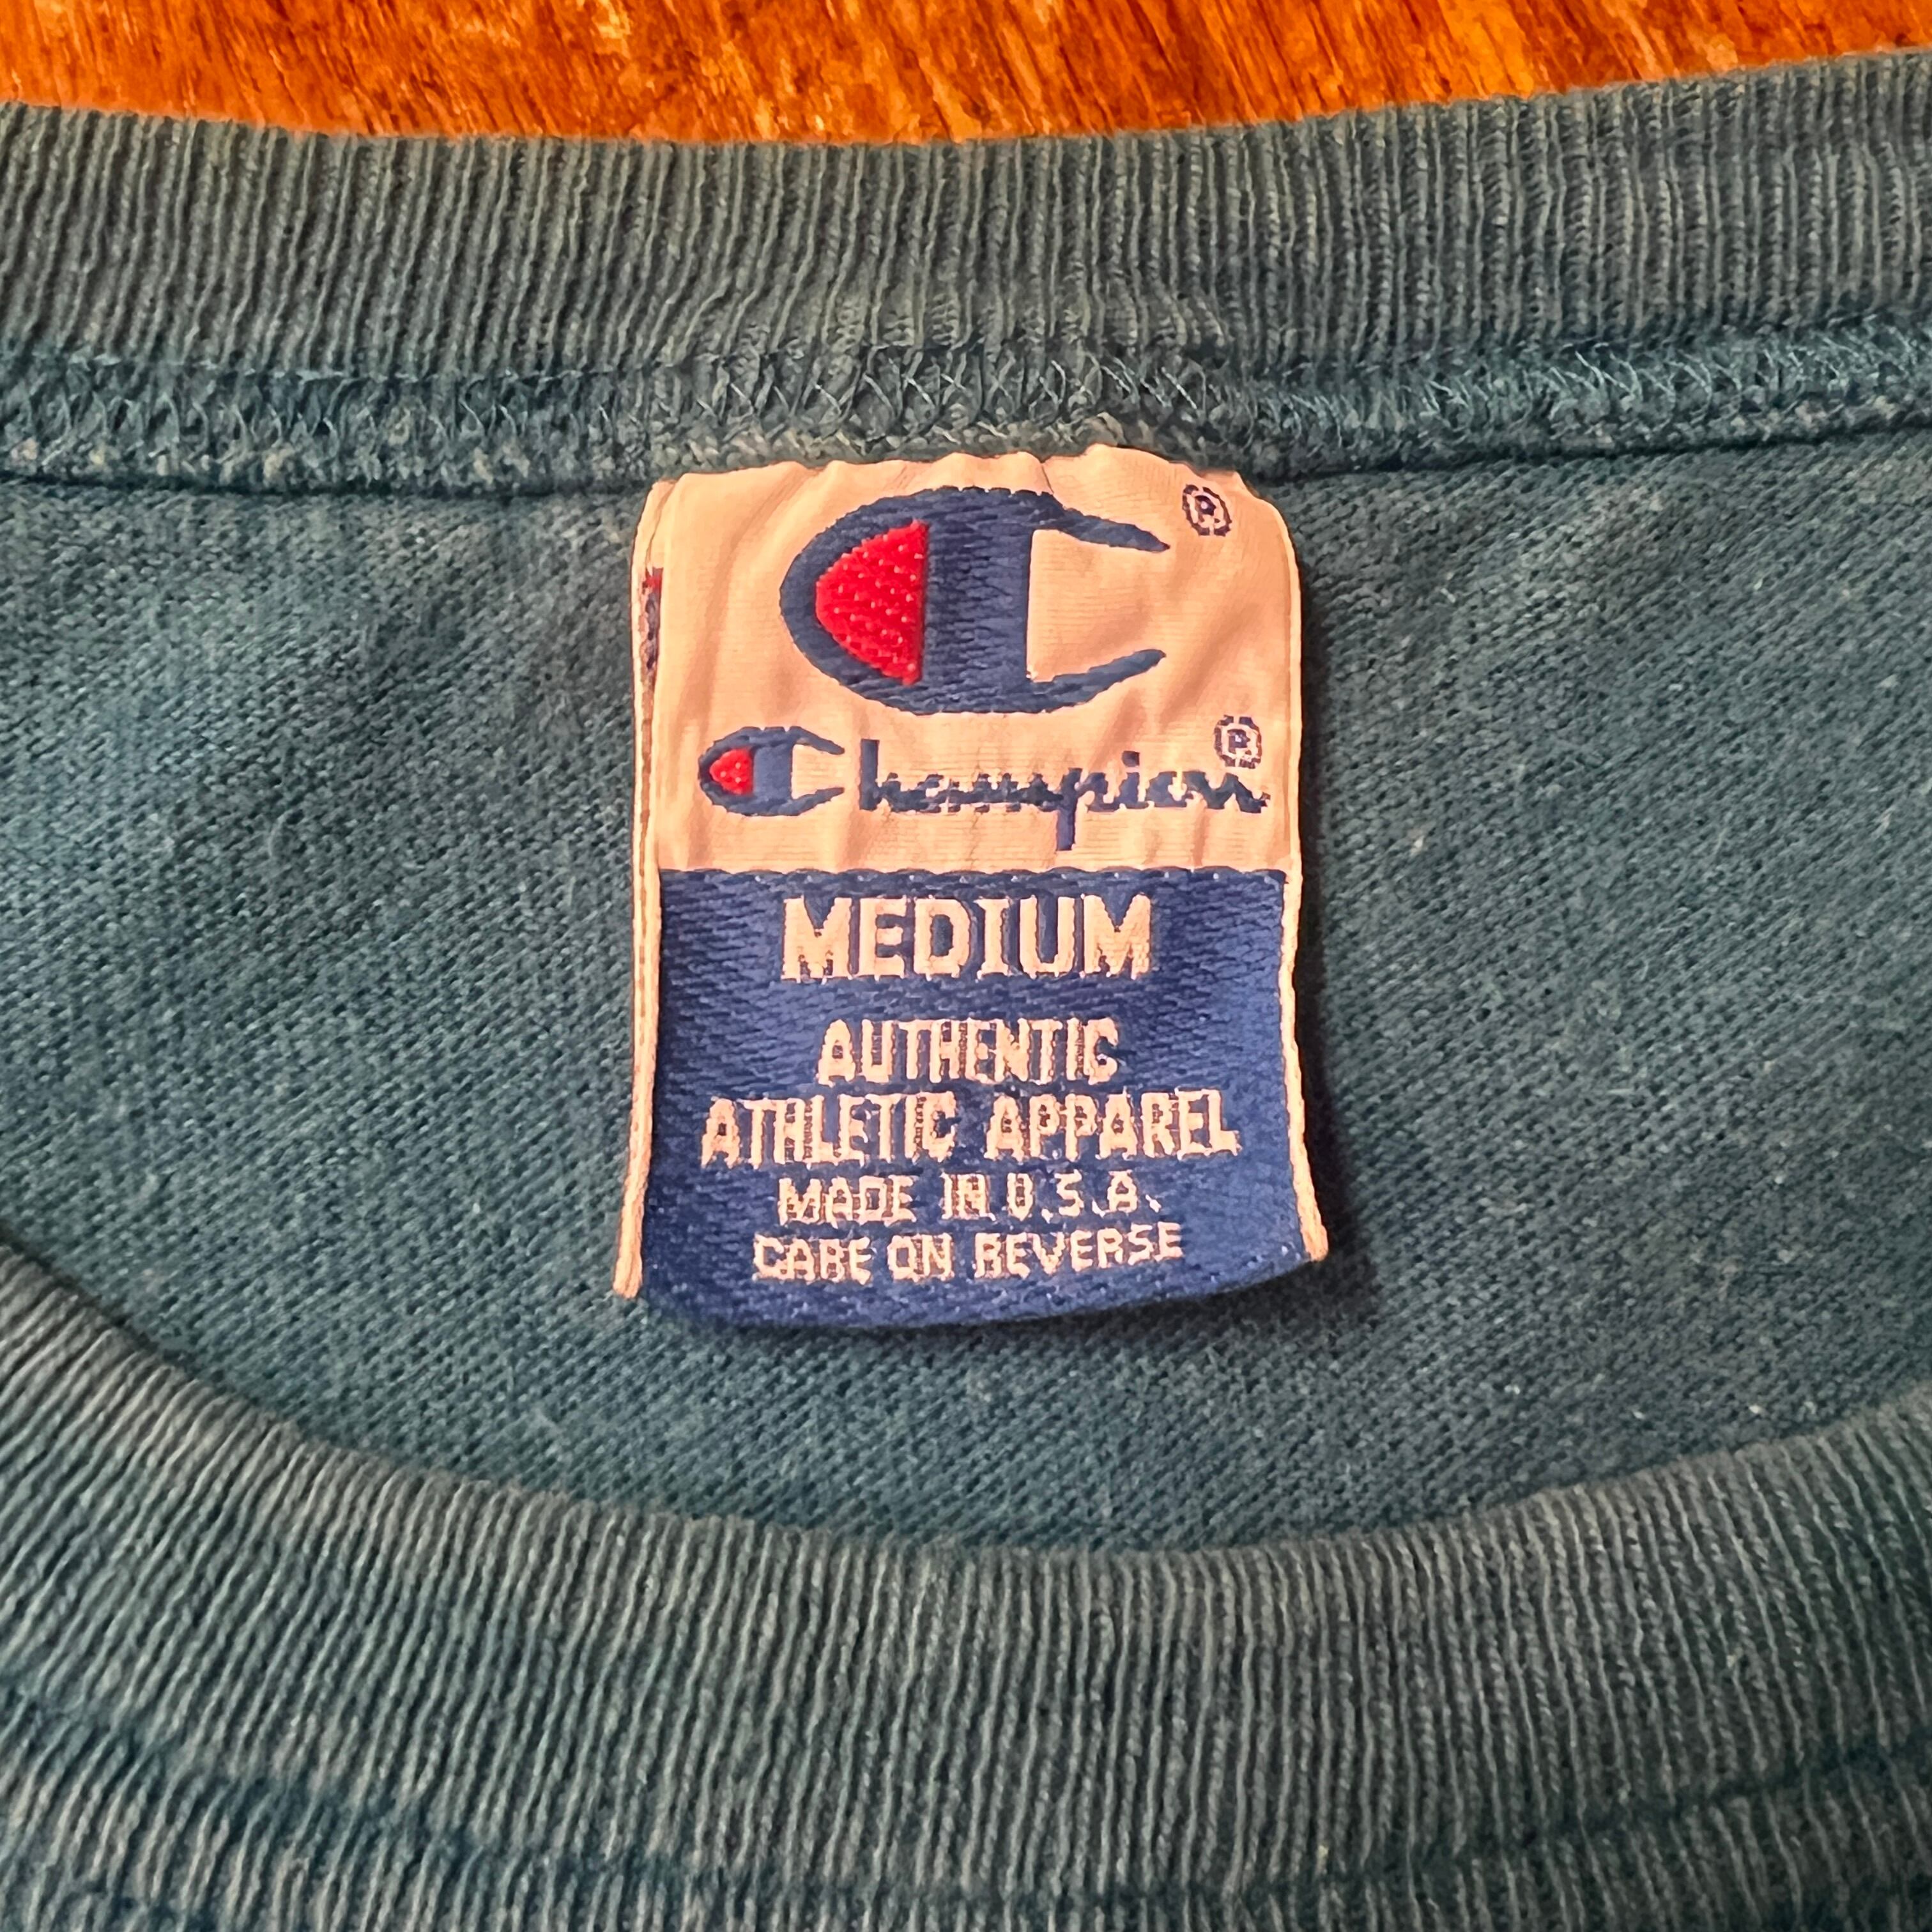 ®
Champion®
MEDIUM
AUTHENTIC
ATHLETIC APPAREL
MADE IN U.S.A.
CARE ON REVERSE